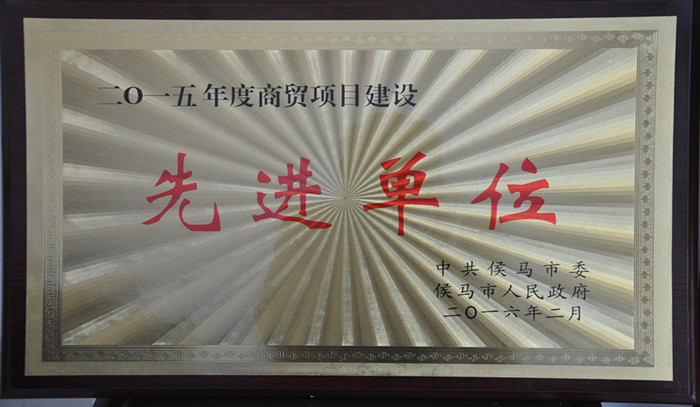 二〇一五年度商贸项目建设
先进单位
中共侯马市委
侯马市人民政府
二〇一六年二月